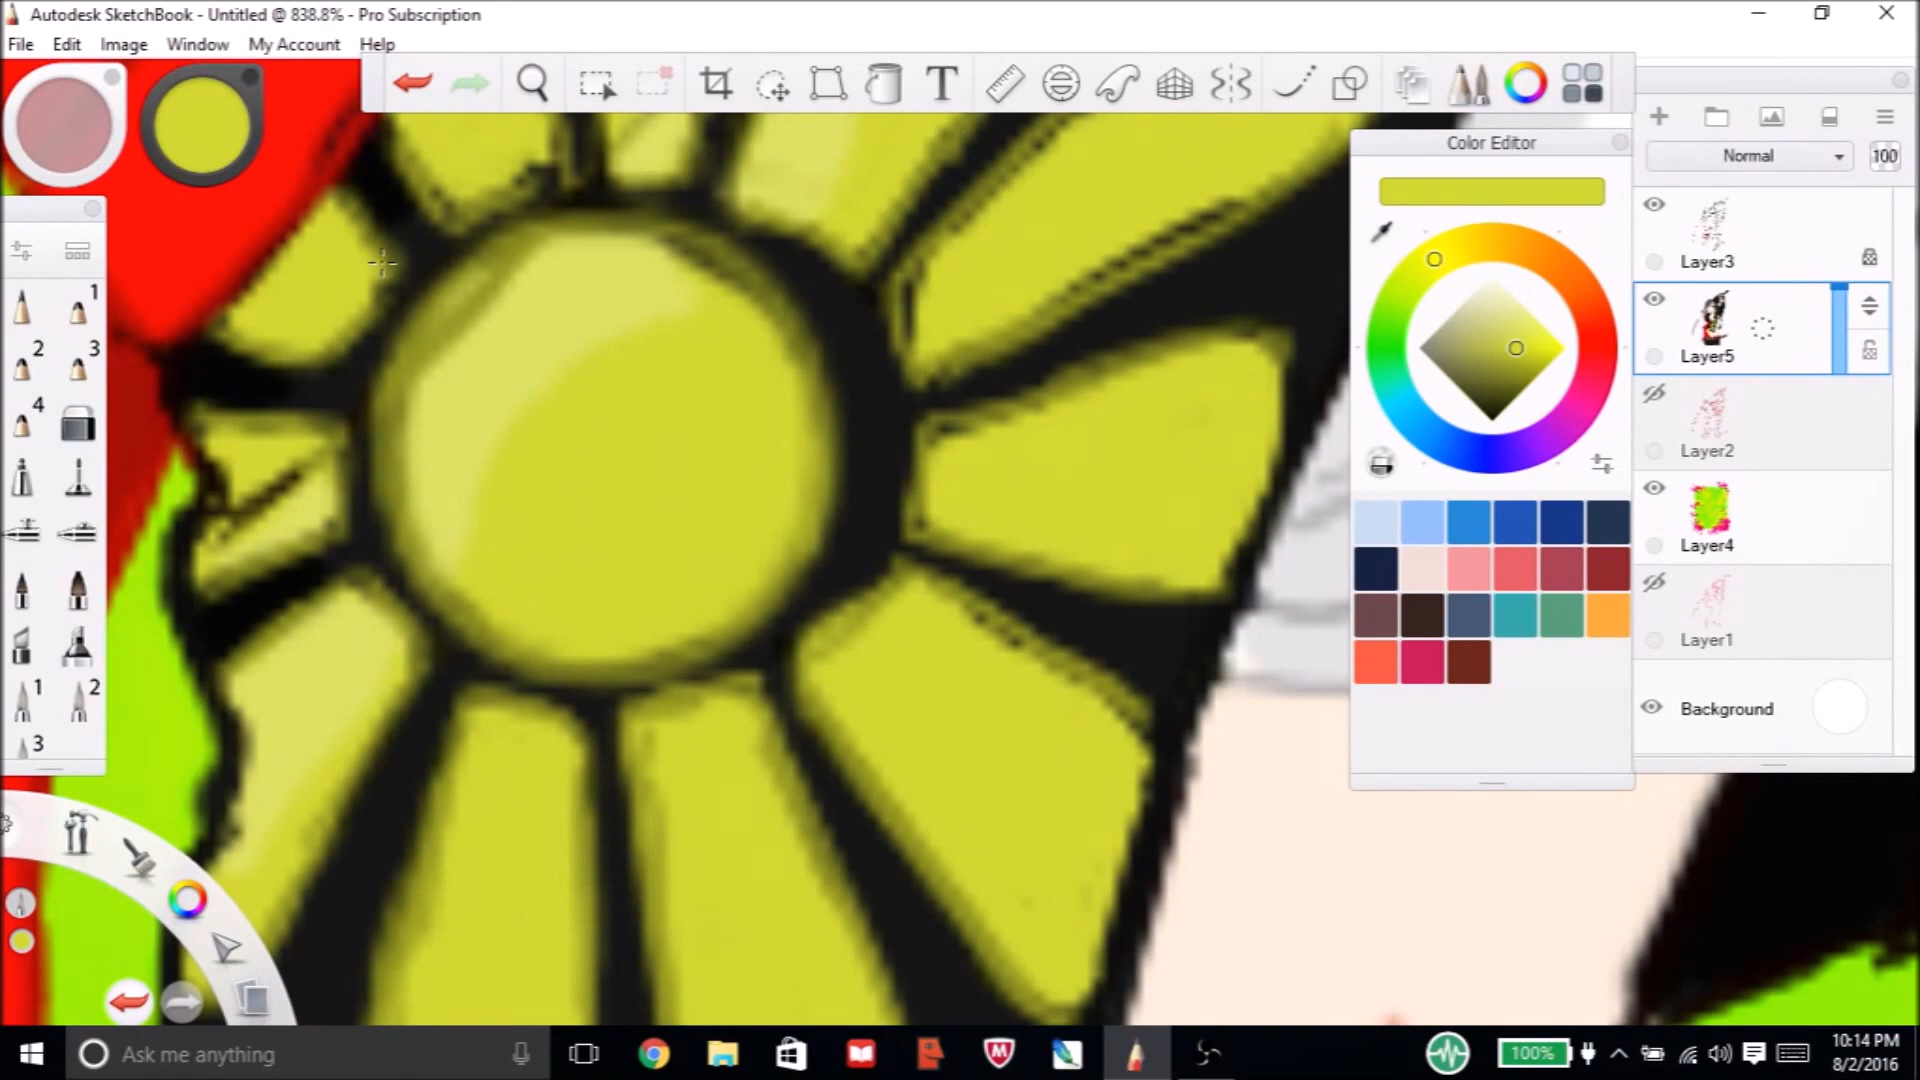 Autodesk SketchBook - Untitled @ 838.8% - Pro Subscription
File Edit Image Window My Account Help
T
Color Editor
Normal 100
Layer3
Layer5
Layer2
Layer4
Layer1
Background
1
2 3
4
1 2
3
Ask me anything
100%
10:14 PM
8/2/2016